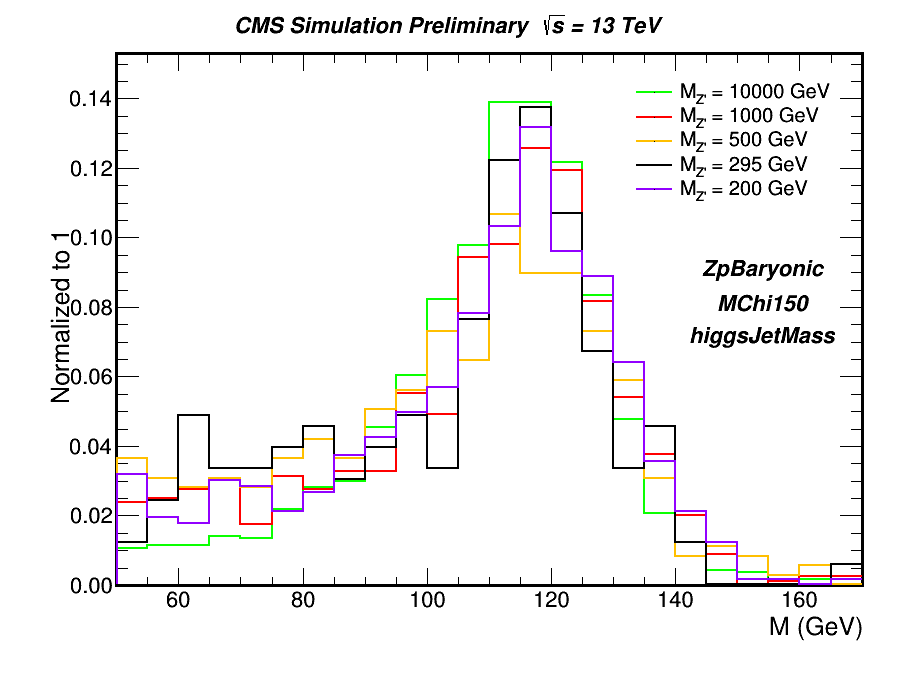 CMS Simulation Preliminary √s = 13 TeV
M_Z' = 10000 GeV
M_Z' = 1000 GeV
M_Z' = 500 GeV
M_Z' = 295 GeV
M_Z' = 200 GeV
ZpBaryonic
MChi150
higgsJetMass
Normalized to 1
0.14
0.12
0.10
0.08
0.06
0.04
0.02
0.00
60 80 100 120 140 160
M (GeV)